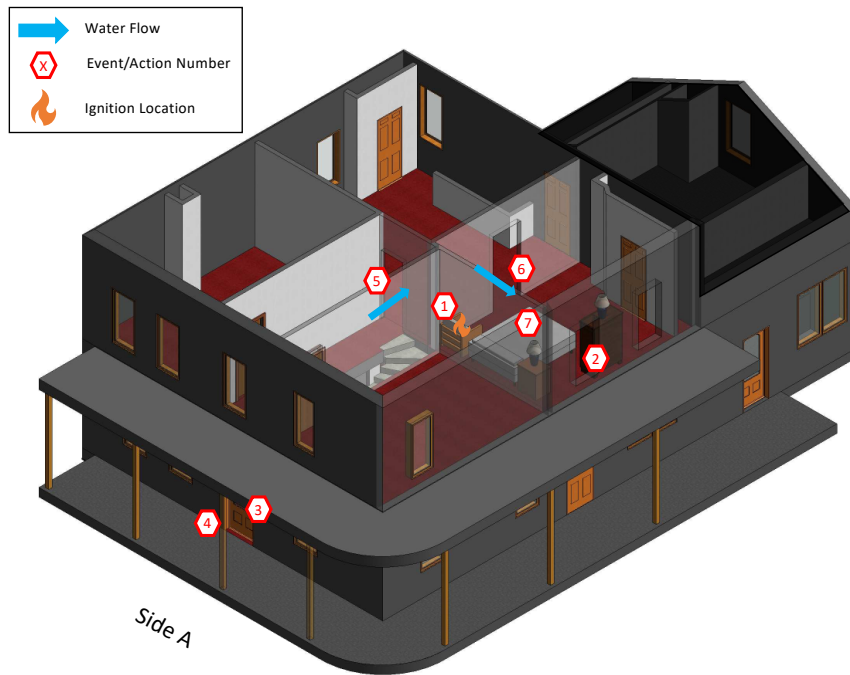 Water Flow
X
Event/Action Number
Ignition Location
5
6
1
7
2
3
4
Side A